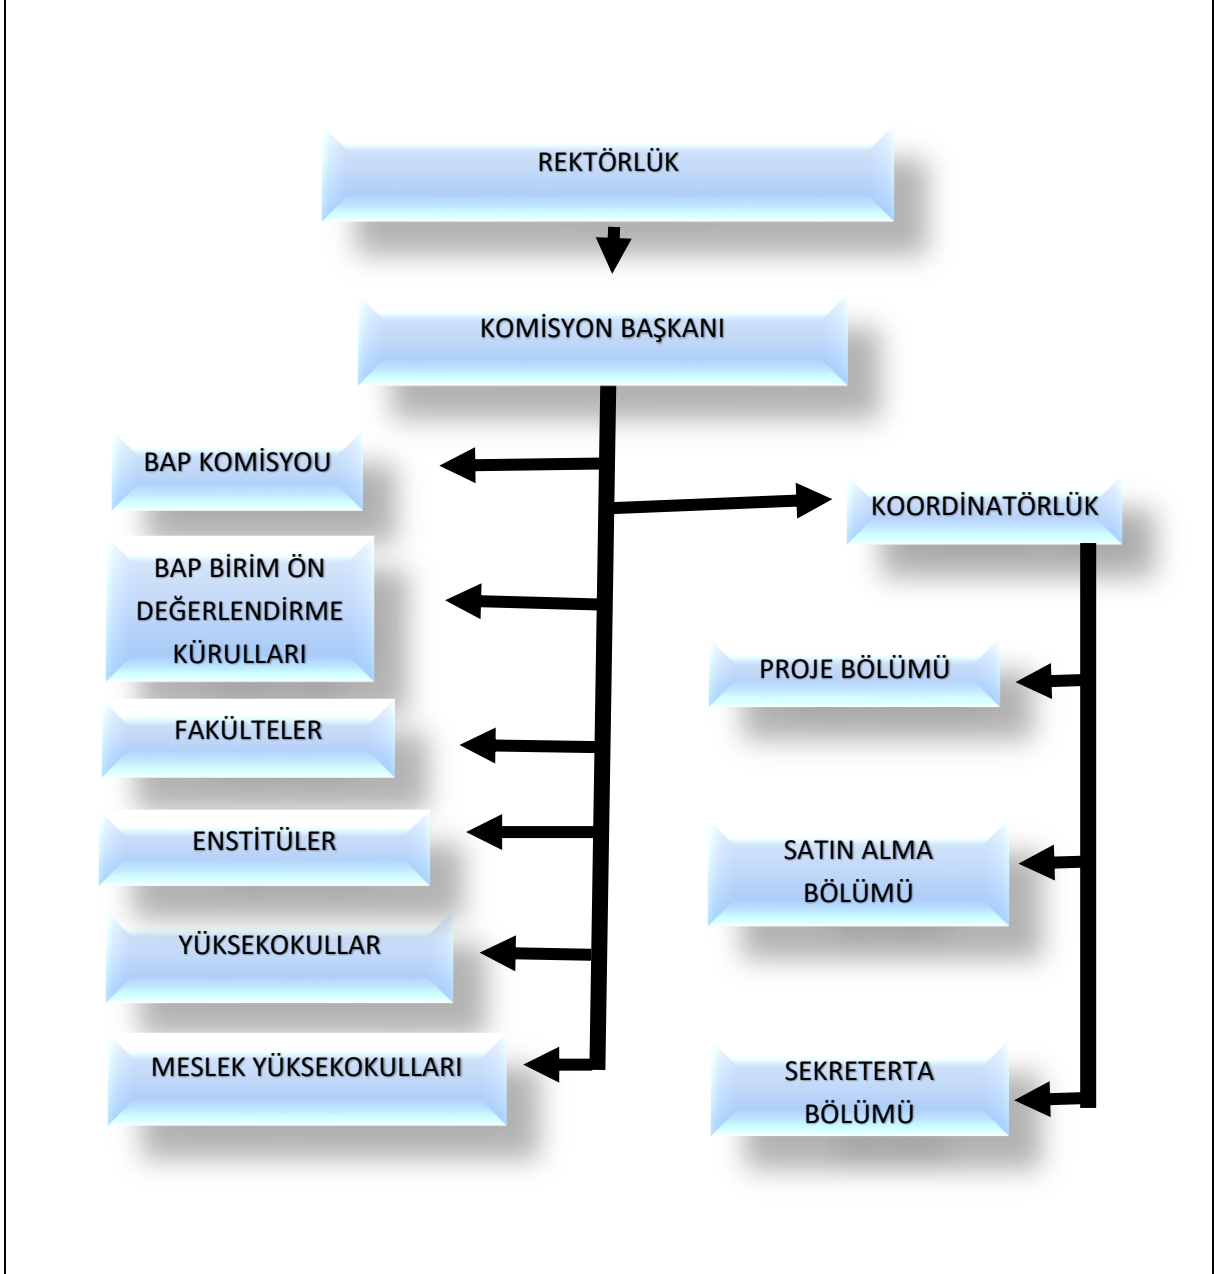 REKTÖRLÜK
KOMİSYON BAŞKANI
BAP KOMİSYOU
KOORDİNATÖRLÜK
BAP BİRİM ÖN
DEĞERLENDİRME
KÜRULLARI
PROJE BÖLÜMÜ
FAKÜLTELER
ENSTİTÜLER
SATIN ALMA
BÖLÜMÜ
YÜKSEKOKULLAR
MESLEK YÜKSEKOKULLARI
SEKRETERTA
BÖLÜMÜ